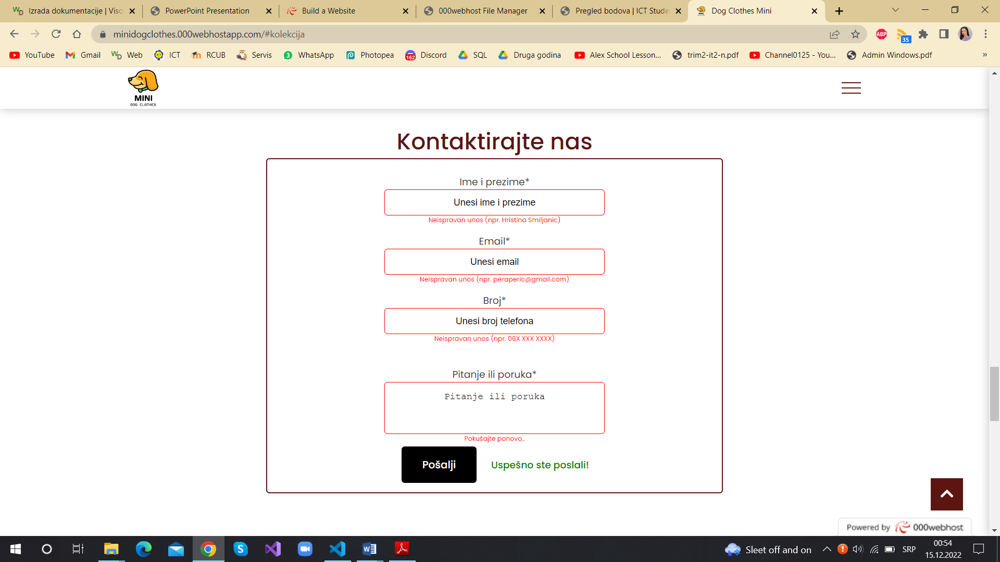 Izrada dokumentacije | Viso
PowerPoint Presentation
Build a Website
000webhost File Manager
Pregled bodova | ICT Stude
Dog Clothes Mini
minidogclothes.000webhostapp.com/#kolekcija
ABP
35
YouTube
Gmail
Web
ICT
RCUB
Servis
3
WhatsApp
Photopea
162
Discord
SQL
Druga godina
Alex School Lesson...
trim2-it2-n.pdf
Channel0125 - You...
Admin Windows.pdf
»
MINI
DOG CLOTHES
Kontaktirajte nas
Ime i prezime*
Unesi ime i prezime
Neispravan unos (npr. Hristina Smiljanic)
Email*
Unesi email
Neispravan unos (npr. peraperic@gmail.com)
Broj*
Unesi broj telefona
Neispravan unos (npr. 06X XXX XXXX)
Pitanje ili poruka*
Pitanje ili poruka
Pokušajte ponovo..
Pošalji
Uspešno ste poslali!
Powered by 000webhost
Sleet off and on
SRP
00:54
15.12.2022